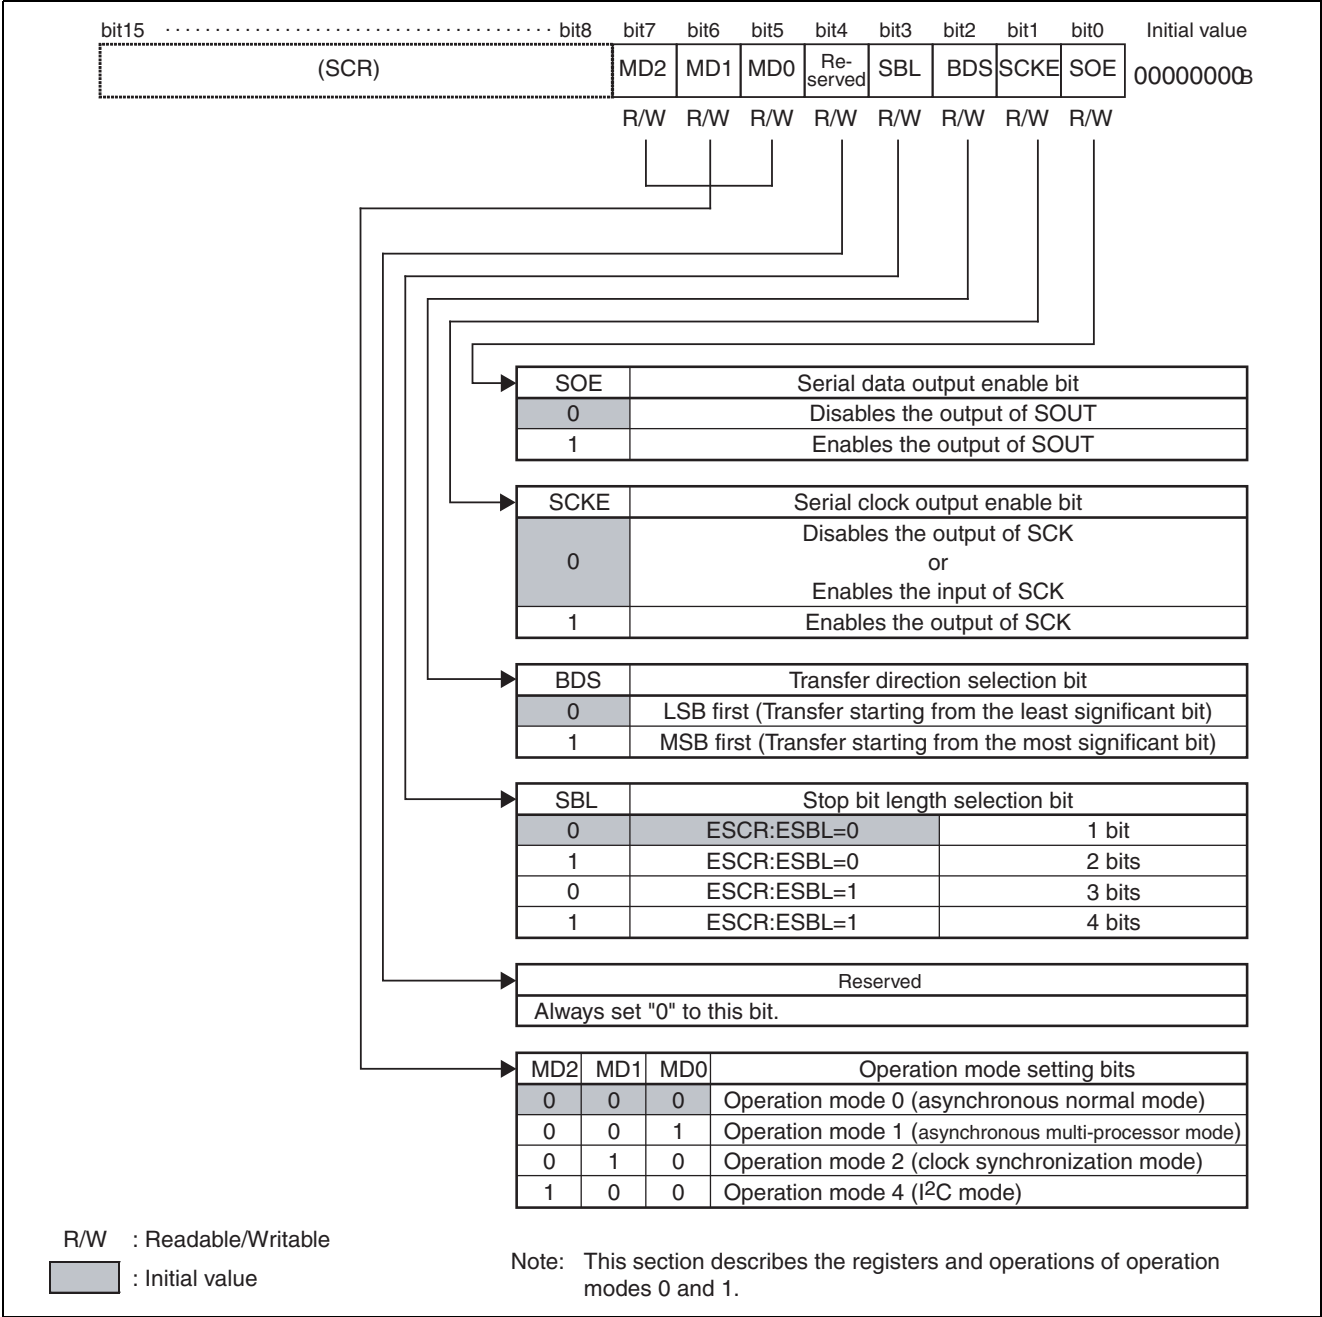 bit15 ······································ bit8 bit7 bit6 bit5 bit4 bit3 bit2 bit1 bit0 Initial value
(SCR) MD2 MD1 MD0 Re-served SBL BDS SCKE SOE 00000000B
R/W R/W R/W R/W R/W R/W R/W R/W
SOE Serial data output enable bit
0 Disables the output of SOUT
1 Enables the output of SOUT
SCKE Serial clock output enable bit
0 Disables the output of SCK
or
Enables the input of SCK
1 Enables the output of SCK
BDS Transfer direction selection bit
0 LSB first (Transfer starting from the least significant bit)
1 MSB first (Transfer starting from the most significant bit)
SBL Stop bit length selection bit
0 ESCR:ESBL=0 1 bit
1 ESCR:ESBL=0 2 bits
0 ESCR:ESBL=1 3 bits
1 ESCR:ESBL=1 4 bits
Reserved
Always set "0" to this bit.
MD2 MD1 MD0 Operation mode setting bits
0 0 0 Operation mode 0 (asynchronous normal mode)
0 0 1 Operation mode 1 (asynchronous multi-processor mode)
0 1 0 Operation mode 2 (clock synchronization mode)
1 0 0 Operation mode 4 (I²C mode)
R/W : Readable/Writable
: Initial value
Note: This section describes the registers and operations of operation
modes 0 and 1.